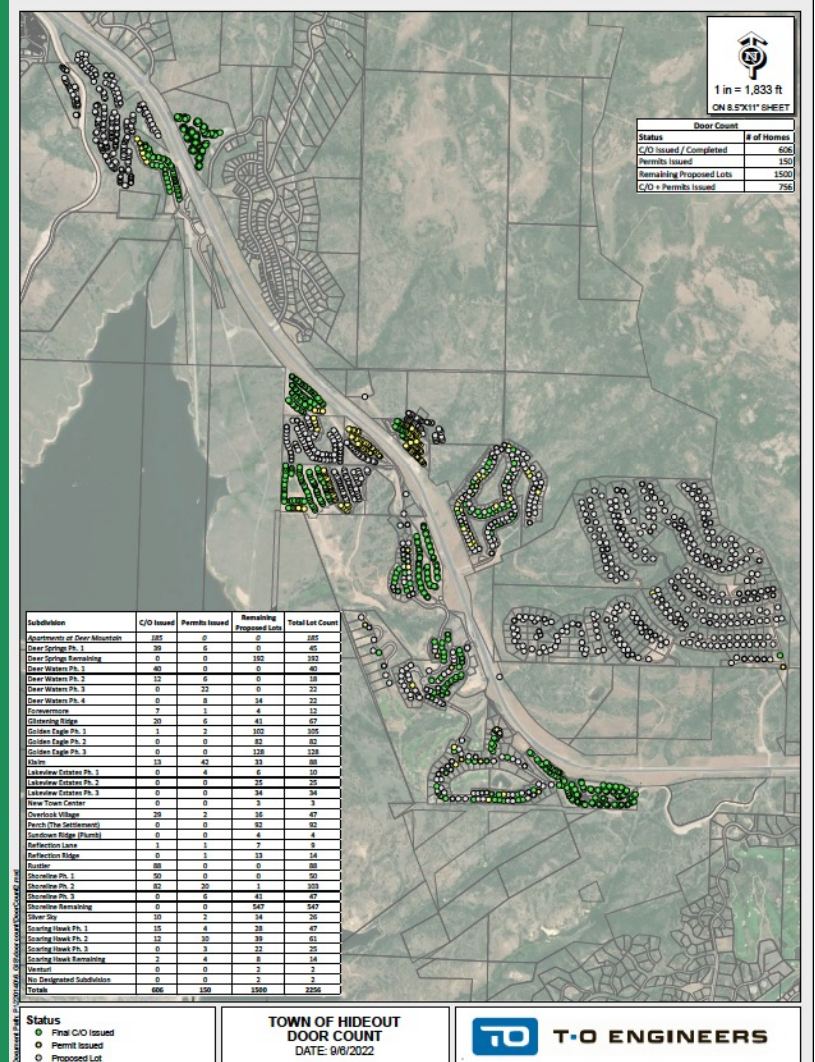 N
1 in = 1,833 ft
ON 8.5"X11" SHEET
Door Count
Status # of Homes
C/O Issued / Completed 606
Permits Issued 150
Remaining Proposed Lots 1500
C/O + Permits Issued 756
Subdivision C/O Issued Permits Issued Remaining Proposed Lots Total Lot Count
Apartments at Deer Mountain 185 0 0 185
Deer Springs Ph. 1 39 6 0 45
Deer Springs Remaining 0 0 192 192
Deer Waters Ph. 1 40 0 0 40
Deer Waters Ph. 2 12 6 0 18
Deer Waters Ph. 3 0 22 0 22
Deer Waters Ph. 4 0 8 14 22
Forevermore 7 1 4 12
Glistening Ridge 20 6 41 67
Golden Eagle Ph. 1 1 2 102 105
Golden Eagle Ph. 2 0 0 82 82
Golden Eagle Ph. 3 0 0 128 128
Klaim 13 42 33 88
Lakeview Estates Ph. 1 0 4 6 10
Lakeview Estates Ph. 2 0 0 25 25
Lakeview Estates Ph. 3 0 0 34 34
New Town Center 0 0 3 3
Overlook Village 29 2 16 47
Perch (The Settlement) 0 0 92 92
Sundown Ridge (Plumb) 0 0 4 4
Reflection Lane 1 1 7 9
Reflection Ridge 0 1 13 14
Rustler 88 0 0 88
Shoreline Ph. 1 50 0 0 50
Shoreline Ph. 2 82 20 1 103
Shoreline Ph. 3 0 6 41 47
Shoreline Remaining 0 0 547 547
Silver Sky 10 2 14 26
Soaring Hawk Ph. 1 15 4 28 47
Soaring Hawk Ph. 2 12 10 39 61
Soaring Hawk Ph. 3 0 3 22 25
Soaring Hawk Remaining 2 4 8 14
Venturi 0 0 2 2
No Designated Subdivision 0 0 2 2
Totals 606 150 1500 2256
Status
Final C/O Issued
Permit Issued
Proposed Lot
TOWN OF HIDEOUT
DOOR COUNT
DATE: 9/6/2022
TO
T-O ENGINEERS